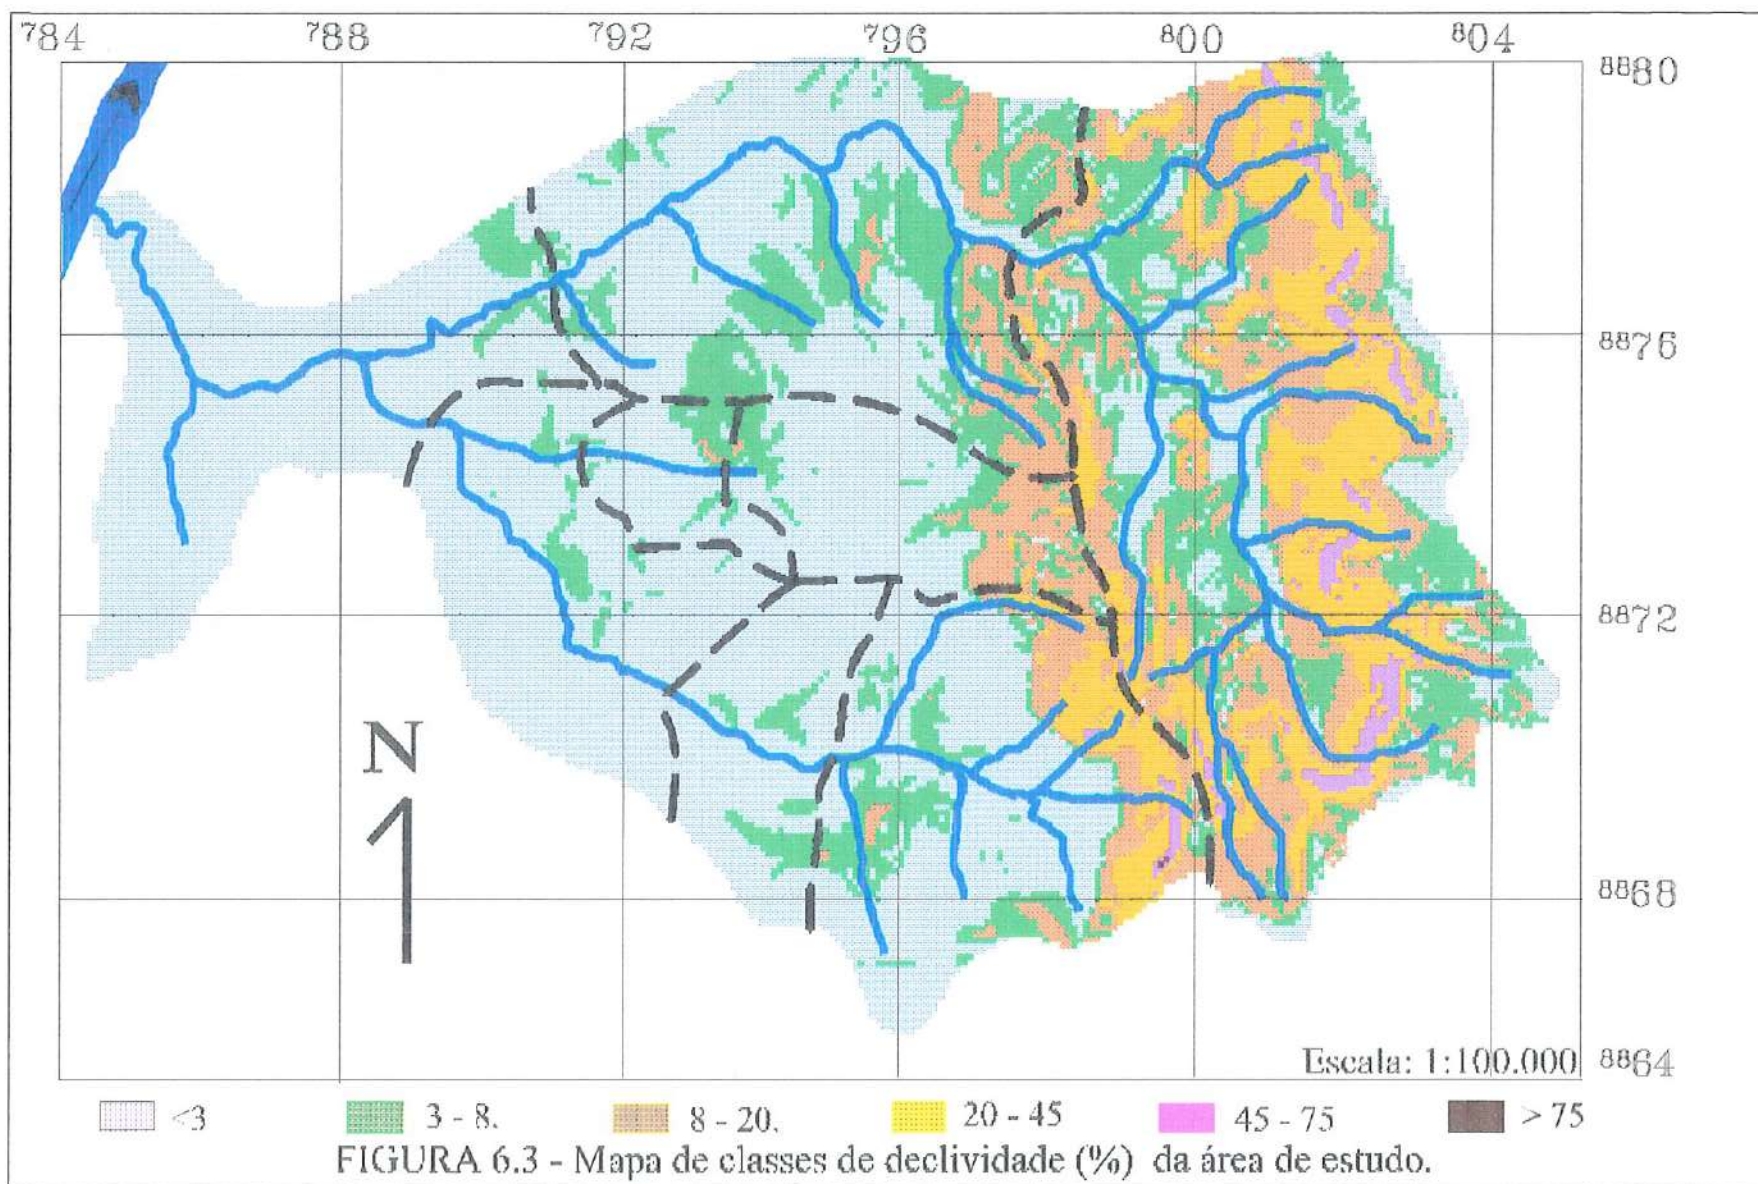 784 788 792 796 800 804
8880
8876
8872
N
8868
Escala: 1:100.000 8864
<3 3 - 8. 8 - 20. 20 - 45 45 - 75 > 75
FIGURA 6.3 - Mapa de classes de declividade (%) da área de estudo.